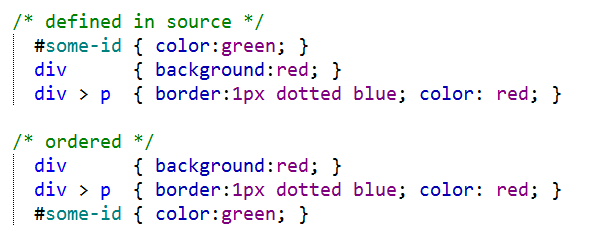 /* defined in source */
#some-id { color:green; }
div      { background:red; }
div > p  { border:1px dotted blue; color: red; }
/* ordered */
div      { background:red; }
div > p  { border:1px dotted blue; color: red; }
#some-id { color:green; }